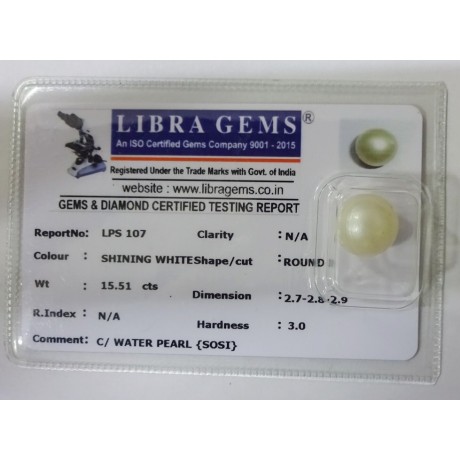 LIBRA GEMS ®
An ISO Certified Gems Company 9001 - 2015
Registered Under the Trade Marks with Govt. of India
website : www.libragems.co.in
GEMS & DIAMOND CERTIFIED TESTING REPORT
ReportNo: LPS 107 Clarity : N/A
Colour : SHINING WHITE Shape/cut : ROUND
Wt : 15.51 cts Dimension : 2.7-2.8-2.9
R.Index : N/A Hardness : 3.0
Comment: C/ WATER PEARL {SOSI}